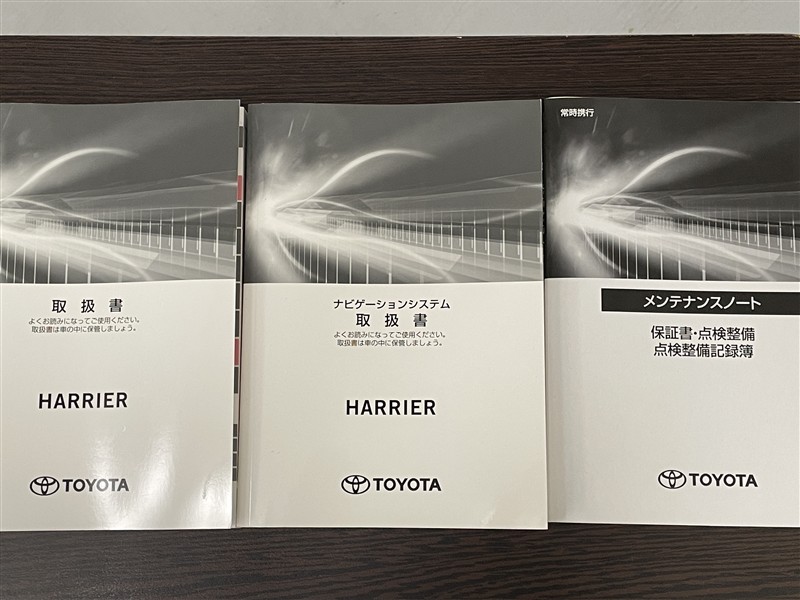 取扱書
よくお読みになってご使用ください。
取扱書は車の中に保管しましょう。
HARRIER
TOYOTA
ナビゲーションシステム
取扱書
よくお読みになってご使用ください。
取扱書は車の中に保管しましょう。
HARRIER
TOYOTA
常時携行
メンテナンスノート
保証書・点検整備
点検整備記録簿
TOYOTA